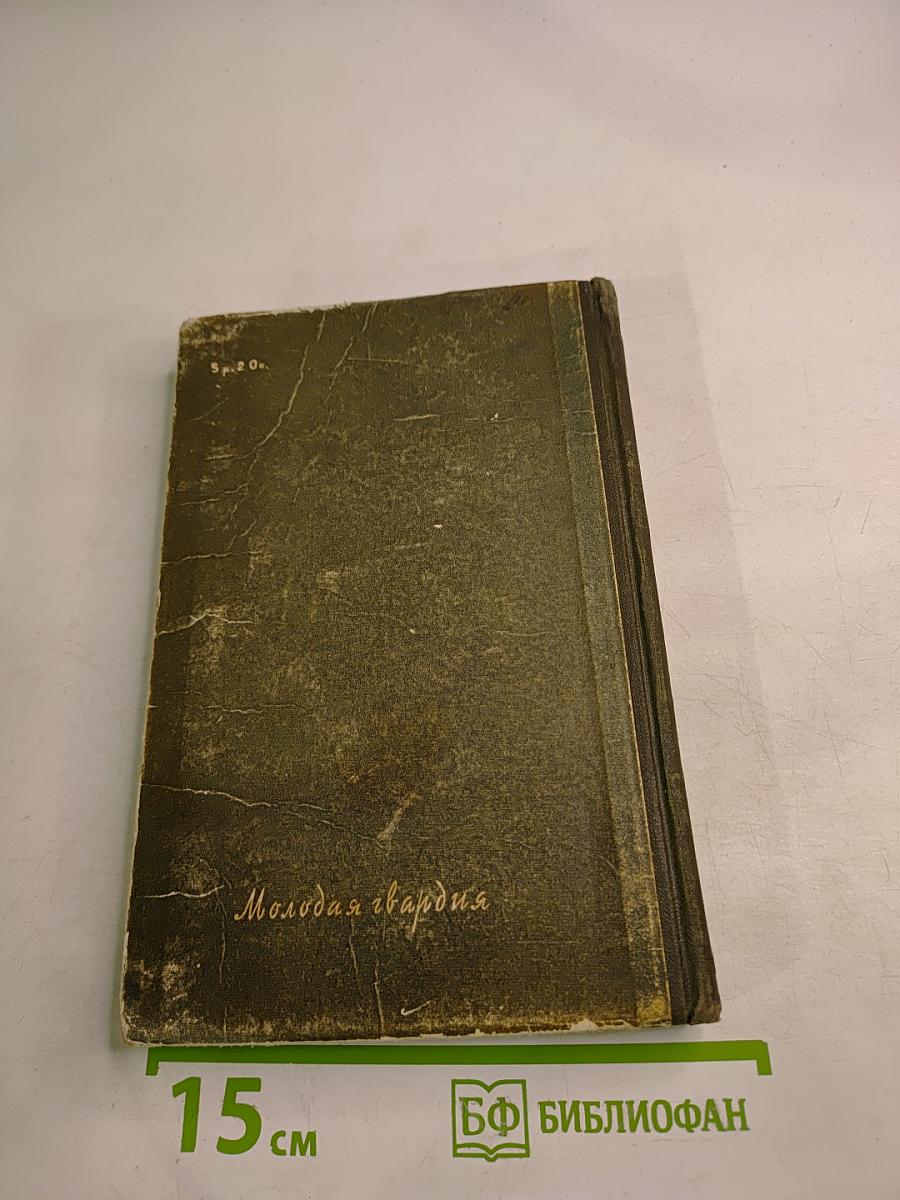 5 р. 20 к.
Молодая гвардия
15 см
БФ БИБЛИОФАН